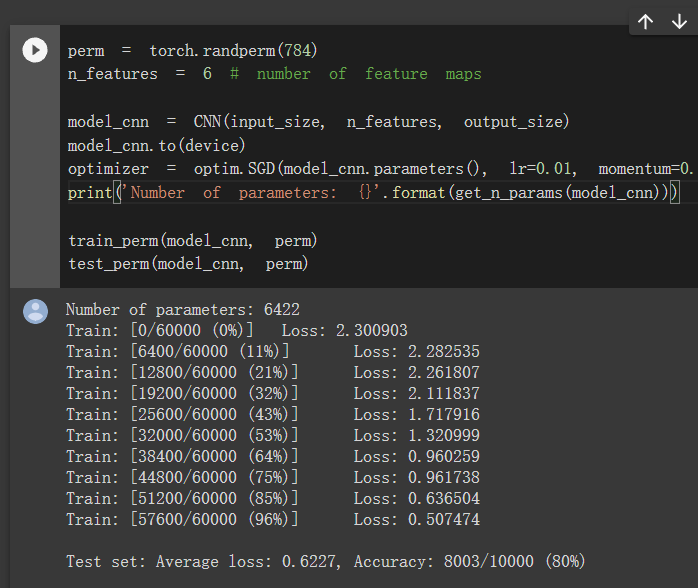 perm = torch.randperm(784)
n_features = 6 # number of feature maps
model_cnn = CNN(input_size, n_features, output_size)
model_cnn.to(device)
optimizer = optim.SGD(model_cnn.parameters(), lr=0.01, momentum=0.
print('Number of parameters: {}'.format(get_n_params(model_cnn)))
train_perm(model_cnn, perm)
test_perm(model_cnn, perm)
Number of parameters: 6422
Train: [0/60000 (0%)] Loss: 2.300903
Train: [6400/60000 (11%)] Loss: 2.282535
Train: [12800/60000 (21%)] Loss: 2.261807
Train: [19200/60000 (32%)] Loss: 2.111837
Train: [25600/60000 (43%)] Loss: 1.717916
Train: [32000/60000 (53%)] Loss: 1.320999
Train: [38400/60000 (64%)] Loss: 0.960259
Train: [44800/60000 (75%)] Loss: 0.961738
Train: [51200/60000 (85%)] Loss: 0.636504
Train: [57600/60000 (96%)] Loss: 0.507474
Test set: Average loss: 0.6227, Accuracy: 8003/10000 (80%)